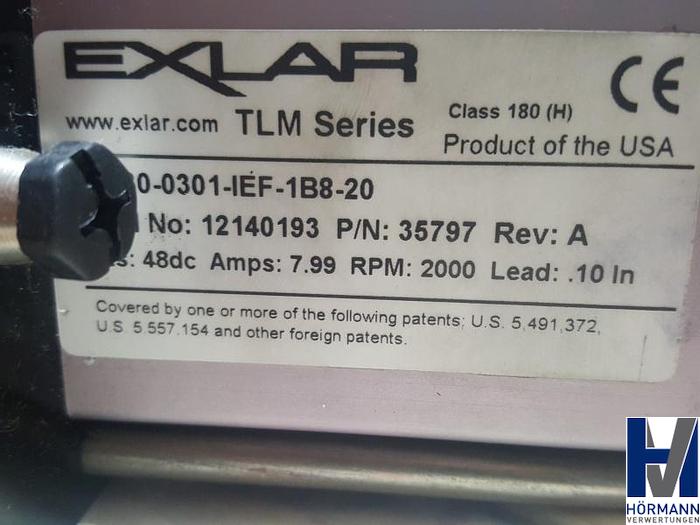 EXLAR
CE
www.exlar.com TLM Series Class 180 (H)
Product of the USA
0-0301-IEF-1B8-20
No: 12140193 P/N: 35797 Rev: A
48dc Amps: 7.99 RPM: 2000 Lead: .10 In
Covered by one or more of the following patents; U.S. 5,491,372,
U.S. 5.557.154 and other foreign patents.
HÖRMANN
VERWERTUNGEN